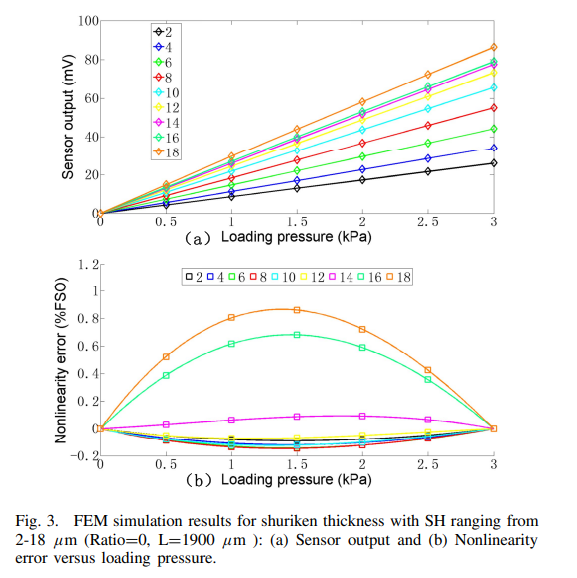 100
80
60
40
20
0
Sensor output (mV)
2
4
6
8
10
12
14
16
18
0 0.5 1 1.5 2 2.5 3
(a) Loading pressure (kPa)
1.2
1
0.8
0.6
0.4
0.2
0
-0.2
Nonlinearity error (%FS0)
2 4 6 8 10 12 14 16 18
0 0.5 1 1.5 2 2.5 3
(b) Loading pressure (kPa)
Fig. 3. FEM simulation results for shuriken thickness with SH ranging from
2-18 μm (Ratio=0, L=1900 μm ): (a) Sensor output and (b) Nonlinearity
error versus loading pressure.